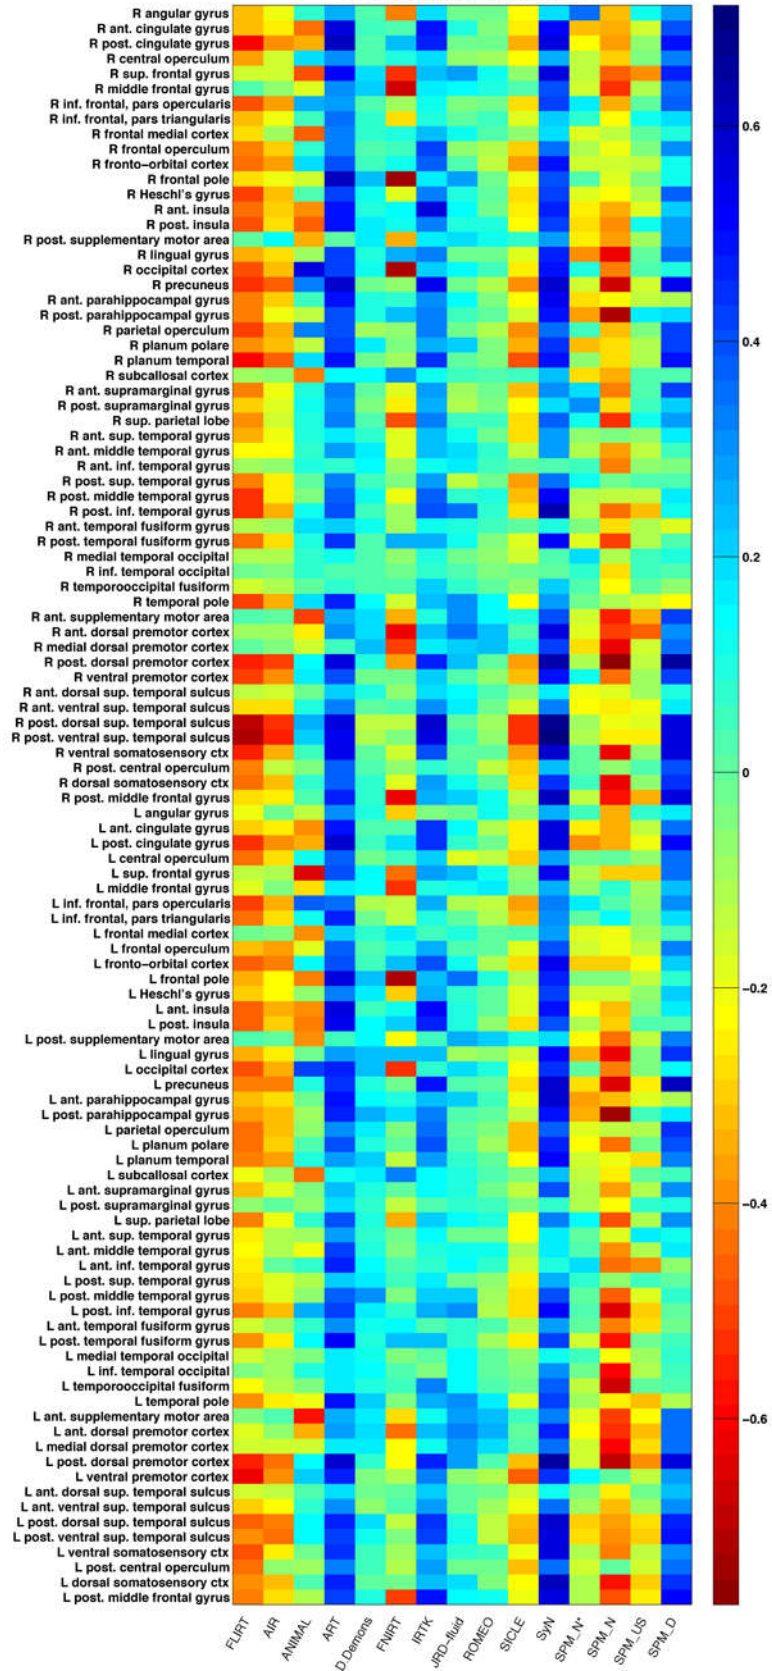 R angular gyrus
R ant. cingulate gyrus
R post. cingulate gyrus
R central operculum
R sup. frontal gyrus
R middle frontal gyrus
R inf. frontal, pars opercularis
R inf. frontal, pars triangularis
R frontal medial cortex
R frontal operculum
R fronto-orbital cortex
R frontal pole
R Heschl's gyrus
R ant. insula
R post. insula
R post. supplementary motor area
R lingual gyrus
R occipital cortex
R precuneus
R ant. parahippocampal gyrus
R post. parahippocampal gyrus
R parietal operculum
R planum polare
R planum temporal
R subcallosal cortex
R ant. supramarginal gyrus
R post. supramarginal gyrus
R sup. parietal lobe
R ant. sup. temporal gyrus
R ant. middle temporal gyrus
R ant. inf. temporal gyrus
R post. sup. temporal gyrus
R post. middle temporal gyrus
R post. inf. temporal gyrus
R ant. temporal fusiform gyrus
R post. temporal fusiform gyrus
R medial temporal occipital
R inf. temporal occipital
R temporooccipital fusiform
R temporal pole
R ant. supplementary motor area
R ant. dorsal premotor cortex
R medial dorsal premotor cortex
R post. dorsal premotor cortex
R ventral premotor cortex
R ant. dorsal sup. temporal sulcus
R ant. ventral sup. temporal sulcus
R post. dorsal sup. temporal sulcus
R post. ventral sup. temporal sulcus
R ventral somatosensory ctx
R post. central operculum
R dorsal somatosensory ctx
R post. middle frontal gyrus
L angular gyrus
L ant. cingulate gyrus
L post. cingulate gyrus
L central operculum
L sup. frontal gyrus
L middle frontal gyrus
L inf. frontal, pars opercularis
L inf. frontal, pars triangularis
L frontal medial cortex
L frontal operculum
L fronto-orbital cortex
L frontal pole
L Heschl's gyrus
L ant. insula
L post. insula
L post. supplementary motor area
L lingual gyrus
L occipital cortex
L precuneus
L ant. parahippocampal gyrus
L post. parahippocampal gyrus
L parietal operculum
L planum polare
L planum temporal
L subcallosal cortex
L ant. supramarginal gyrus
L post. supramarginal gyrus
L sup. parietal lobe
L ant. sup. temporal gyrus
L ant. middle temporal gyrus
L ant. inf. temporal gyrus
L post. sup. temporal gyrus
L post. middle temporal gyrus
L post. inf. temporal gyrus
L ant. temporal fusiform gyrus
L post. temporal fusiform gyrus
L medial temporal occipital
L inf. temporal occipital
L temporooccipital fusiform
L temporal pole
L ant. supplementary motor area
L ant. dorsal premotor cortex
L medial dorsal premotor cortex
L post. dorsal premotor cortex
L ventral premotor cortex
L ant. dorsal sup. temporal sulcus
L ant. ventral sup. temporal sulcus
L post. dorsal sup. temporal sulcus
L post. ventral sup. temporal sulcus
L ventral somatosensory ctx
L post. central operculum
L dorsal somatosensory ctx
L post. middle frontal gyrus
FLIRT
AIR
ANIMAL
ART
D.Demons
FNIRT
IRTK
JRD-fluid
ROMEO
SICLE
SyN
SPM_N*
SPM_N
SPM_US
SPM_D
0.6
0.4
0.2
0
-0.2
-0.4
-0.6